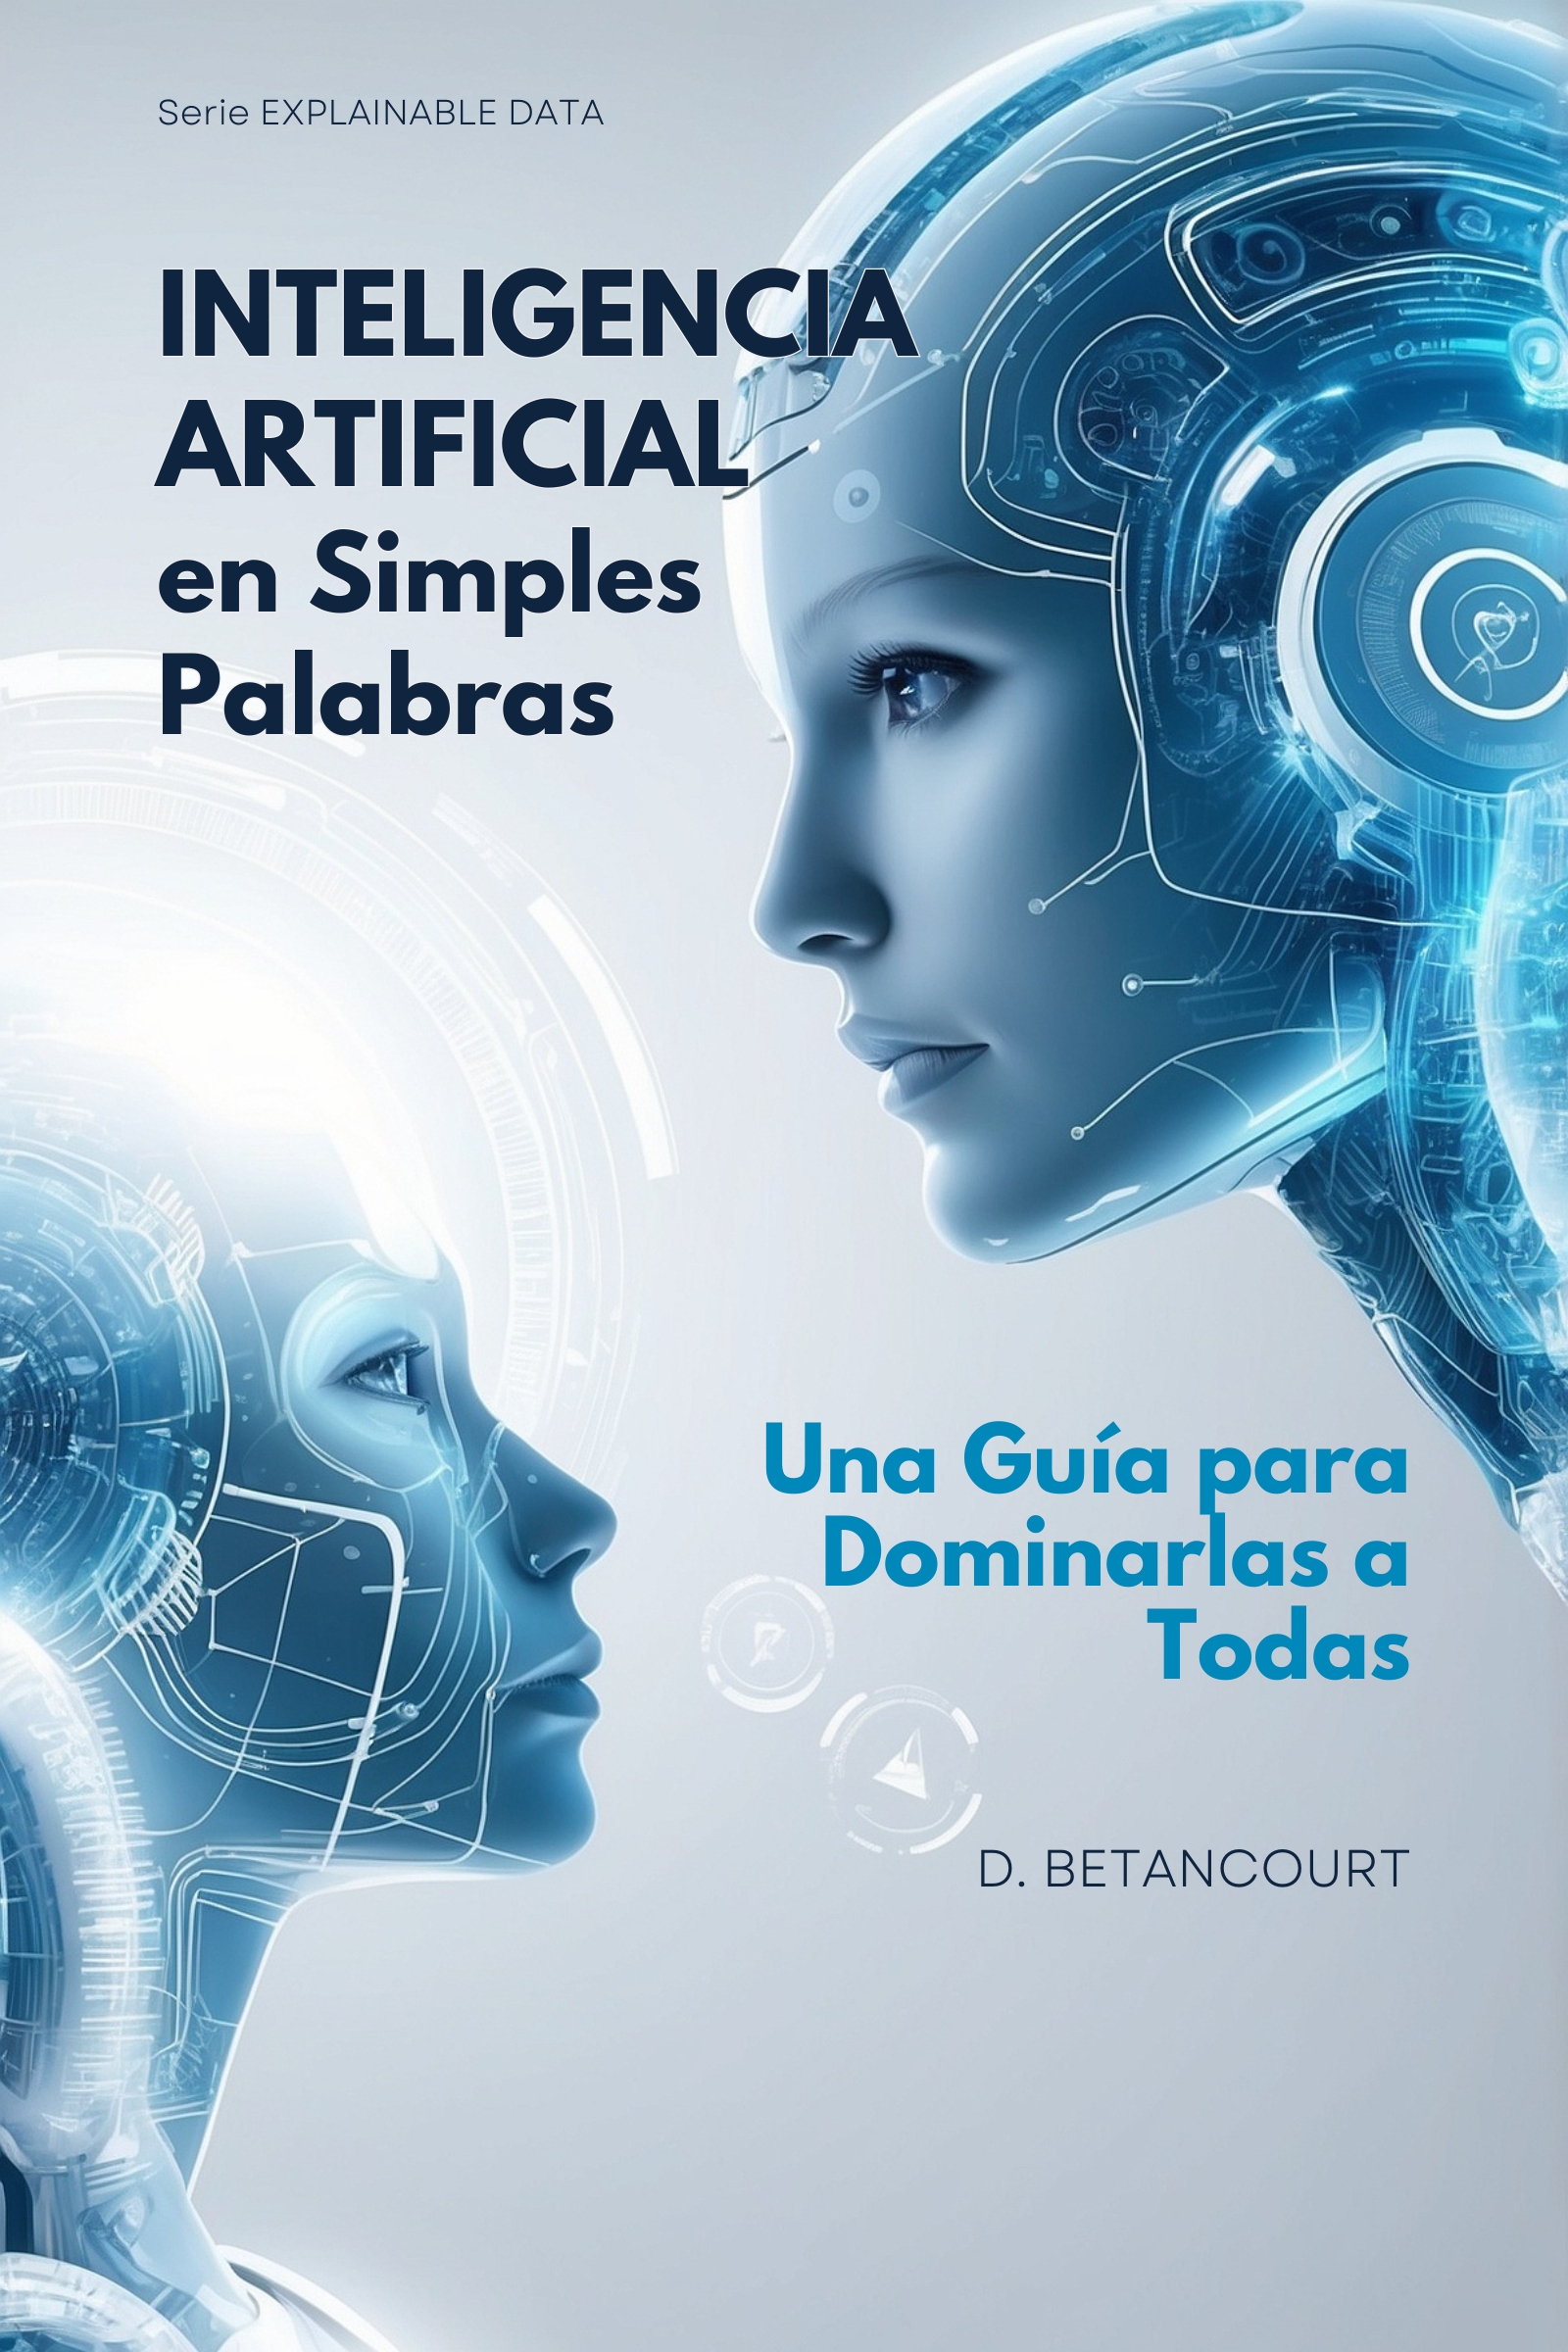 Serie EXPLAINABLE DATA
INTELIGENCIA
ARTIFICIAL
en Simples
Palabras
Una Guía para
Dominarlas a
Todas
D. BETANCOURT